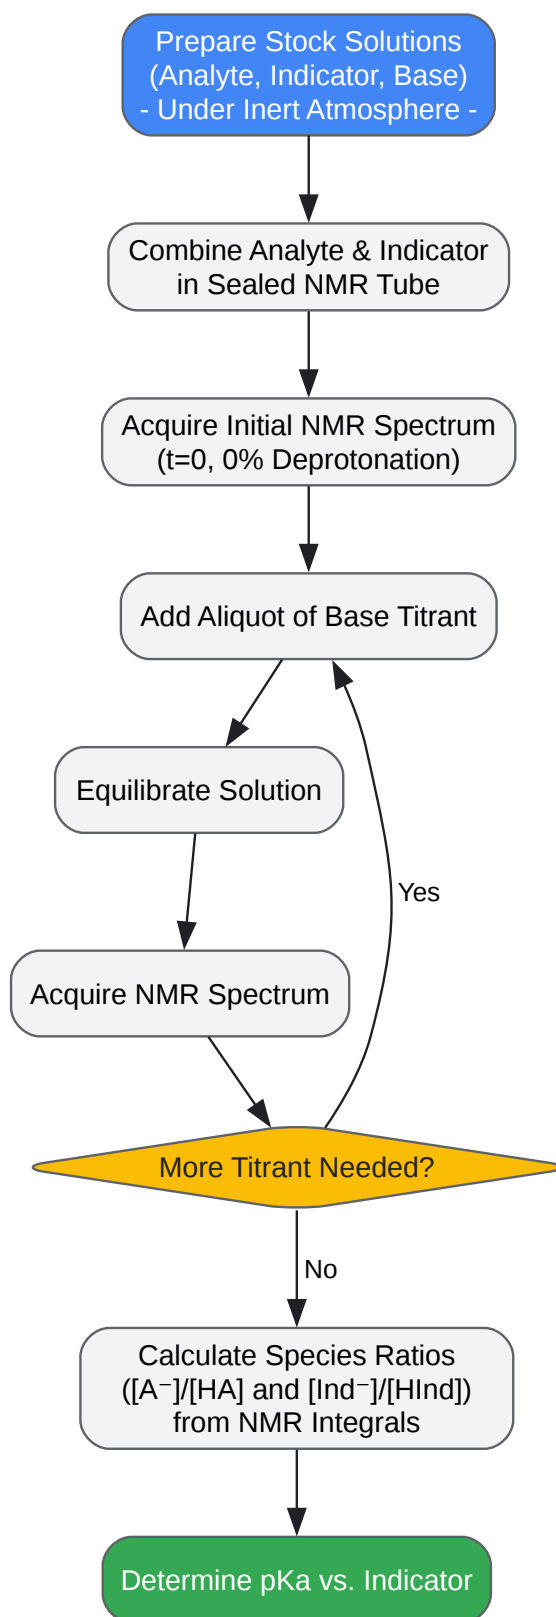 Prepare Stock Solutions
(Analyte, Indicator, Base)
- Under Inert Atmosphere -
Combine Analyte & Indicator
in Sealed NMR Tube
Acquire Initial NMR Spectrum
(t=0, 0% Deprotonation)
Add Aliquot of Base Titrant
Equilibrate Solution
Yes
Acquire NMR Spectrum
More Titrant Needed?
No
Calculate Species Ratios
([A⁻]/[HA] and [Ind⁻]/[HInd])
from NMR Integrals
Determine pKa vs. Indicator